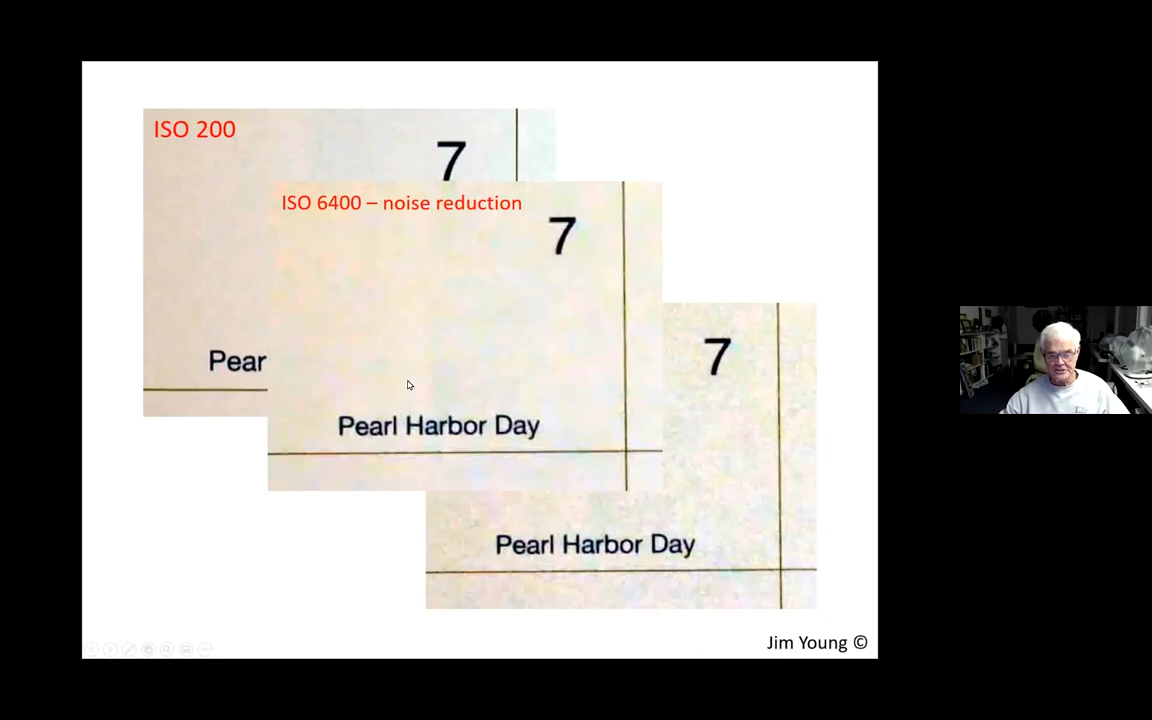 ISO 200
7
Pear
ISO 6400 – noise reduction
7
Pearl Harbor Day
7
Pearl Harbor Day
Jim Young ©